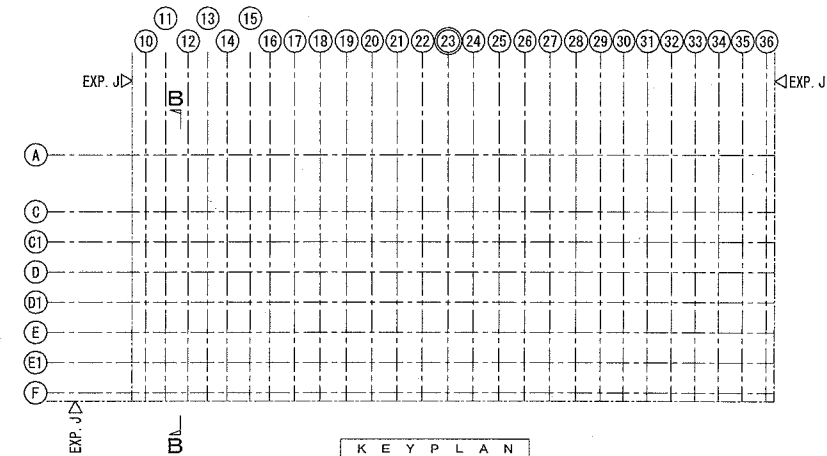 11 13 15
10 12 14 16 17 18 19 20 21 22 23 24 25 26 27 28 29 30 31 32 33 34 35 36
EXP. J EXP. J
B
A
C
C1
D
D1
E
E1
F
EXP. J
B
K E Y P L A N